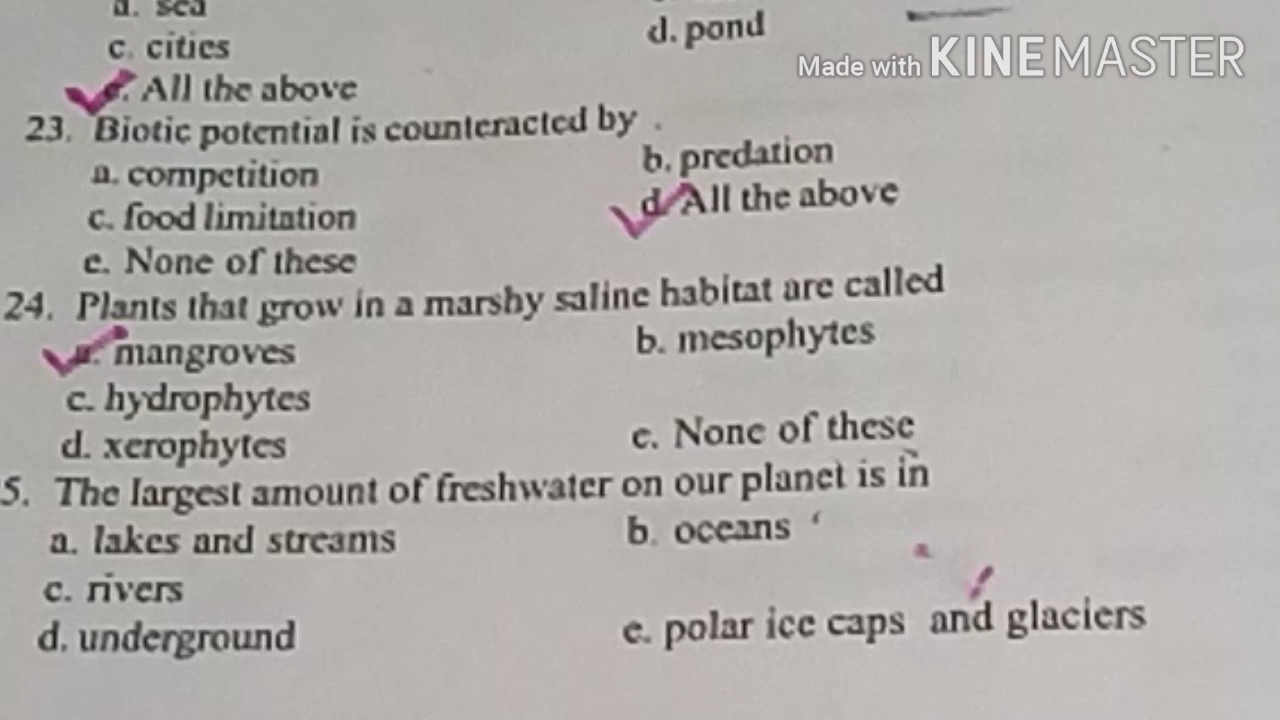 a. sea
d. pond
c. cities
Made with KINEMASTER
e. All the above
23. Biotic potential is counteracted by .
a. competition
b. predation
c. food limitation
d. All the above
e. None of these
24. Plants that grow in a marshy saline habitat are called
a. mangroves
b. mesophytes
c. hydrophytes
d. xerophytes
e. None of these
5. The largest amount of freshwater on our planet is in
a. lakes and streams
b. oceans
c. rivers
d. underground
e. polar ice caps and glaciers